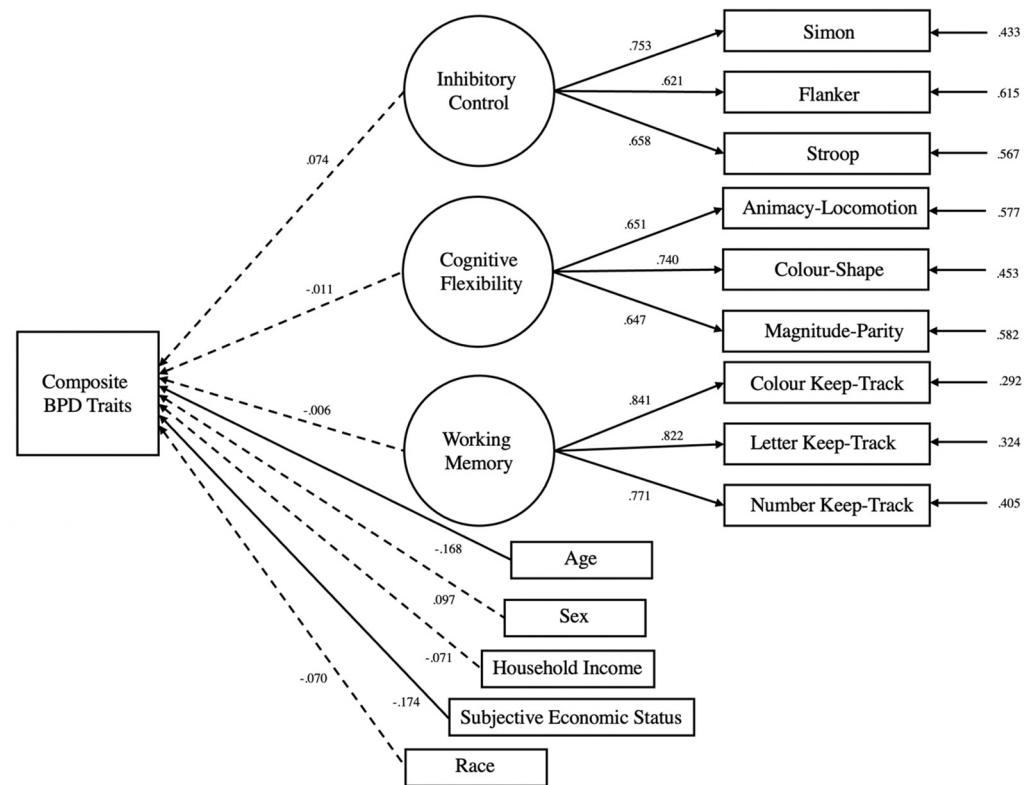 Inhibitory
Control
Simon
.433
.753
.621
Flanker
.615
.658
Stroop
.567
.074
Cognitive
Flexibility
Animacy-Locomotion
.577
.651
.740
Colour-Shape
.453
.647
Magnitude-Parity
.582
-.011
Composite
BPD Traits
Working
Memory
Colour Keep-Track
.292
.841
.822
Letter Keep-Track
.324
.771
Number Keep-Track
.405
-.006
-.168
Age
.097
Sex
-.071
Household Income
-.174
Subjective Economic Status
-.070
Race